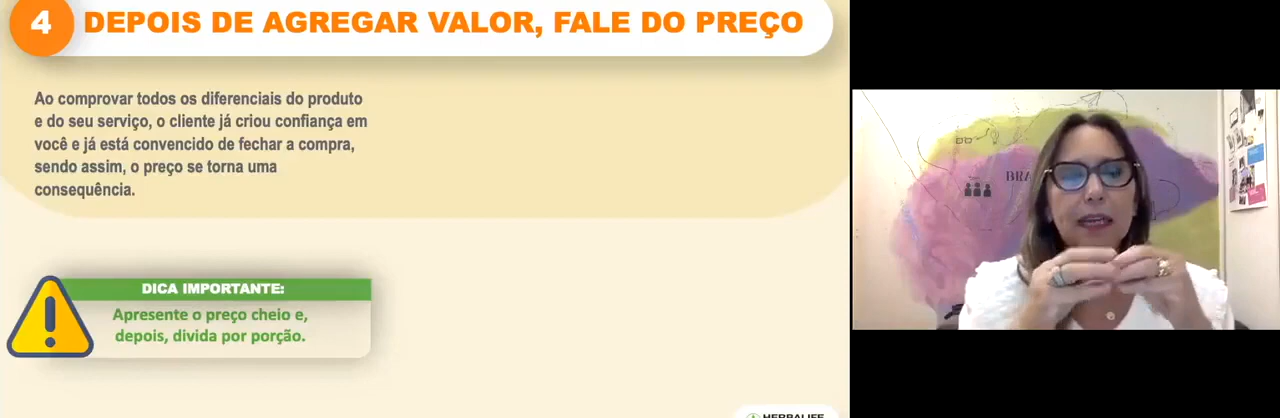 4
DEPOIS DE AGREGAR VALOR, FALE DO PREÇO
Ao comprovar todos os diferenciais do produto
e do seu serviço, o cliente já criou confiança em
você e já está convencido de fechar a compra,
sendo assim, o preço se torna uma
consequência.
DICA IMPORTANTE:
Apresente o preço cheio e,
depois, divida por porção.
HERBALIFE
BRA